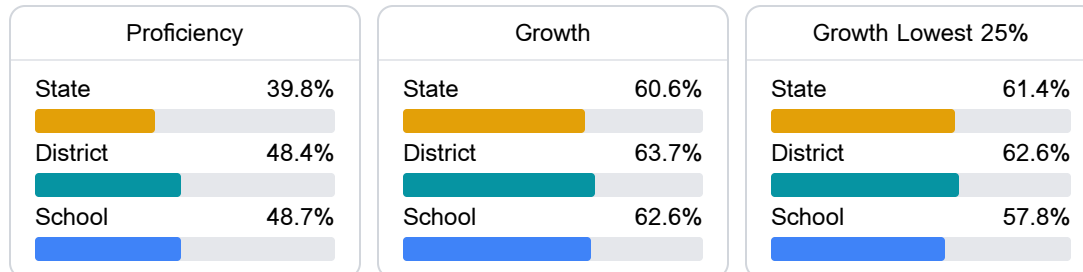 Proficiency
State 39.8%
District 48.4%
School 48.7%
Growth
State 60.6%
District 63.7%
School 62.6%
Growth Lowest 25%
State 61.4%
District 62.6%
School 57.8%